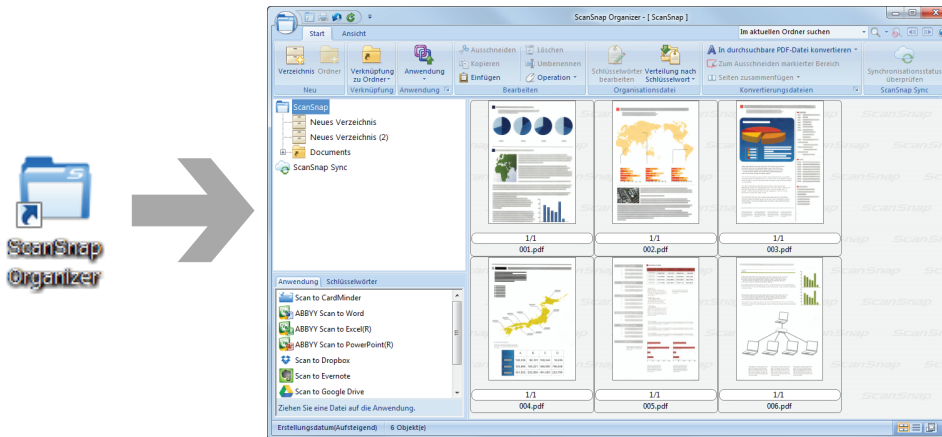 ScanSnap
Organizer
ScanSnap Organizer - [ ScanSnap ]
Start Ansicht
Im aktuellen Ordner suchen
Verzeichnis Ordner
Neu
Verknüpfung
zu Ordner
Verknüpfung
Anwendung
Anwendung
Ausschneiden
Kopieren
Einfügen
Löschen
Umbenennen
Operation
Bearbeiten
Schlüsselwörter
bearbeiten
Verteilung nach
Schlüsselwort
Organisationsdatei
In durchsuchbare PDF-Datei konvertieren
Zum Ausschneiden markierter Bereich
Seiten zusammenfügen
Konvertierungsdateien
Synchronisationsstatus
überprüfen
ScanSnap Sync
ScanSnap
Neues Verzeichnis
Neues Verzeichnis (2)
Documents
ScanSnap Sync
Anwendung Schlüsselwörter
Scan to CardMinder
ABBYY Scan to Word
ABBYY Scan to Excel(R)
ABBYY Scan to PowerPoint(R)
Scan to Dropbox
Scan to Evernote
Scan to Google Drive
Ziehen Sie eine Datei auf die Anwendung.
1/1 1/1 1/1
001.pdf 002.pdf 003.pdf
1/1 1/1 1/1
004.pdf 005.pdf 006.pdf
Erstellungsdatum(Aufsteigend) 6 Objekt(e)